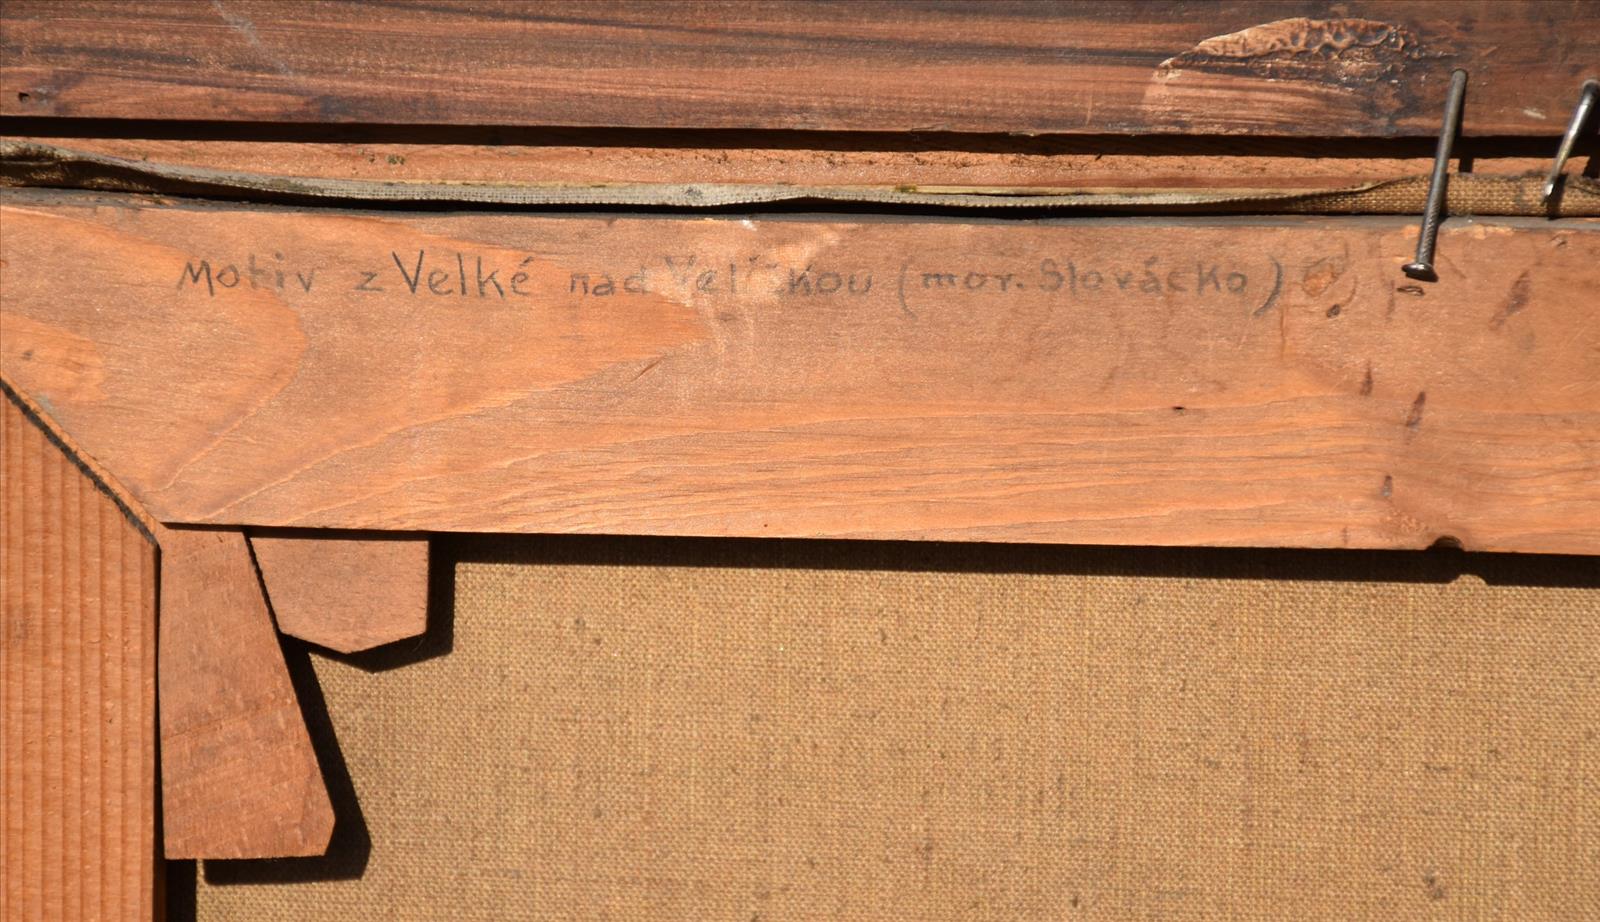 Motiv z Velké nad Veličkou (mor. Slovácko)